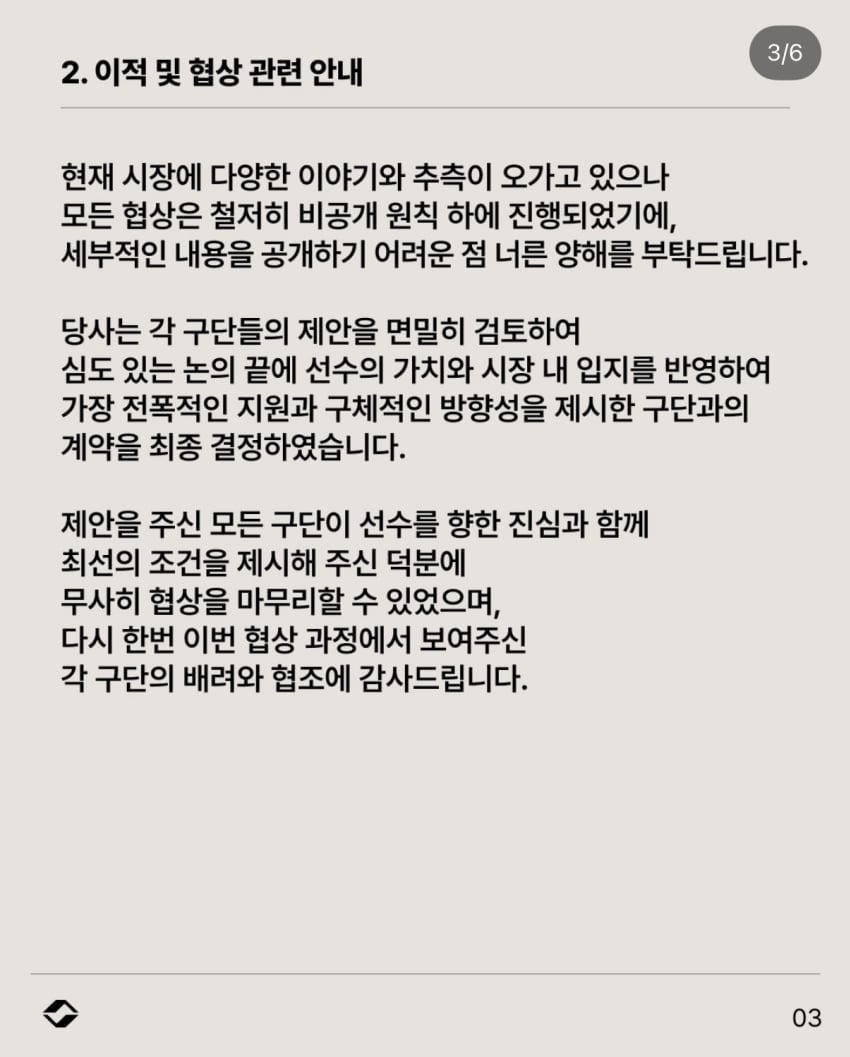 3/6
2. 이적 및 협상 관련 안내
현재 시장에 다양한 이야기와 추측이 오가고 있으나
모든 협상은 철저히 비공개 원칙 하에 진행되었기에,
세부적인 내용을 공개하기 어려운 점 너른 양해를 부탁드립니다.
당사는 각 구단들의 제안을 면밀히 검토하여
심도 있는 논의 끝에 선수의 가치와 시장 내 입지를 반영하여
가장 전폭적인 지원과 구체적인 방향성을 제시한 구단과의
계약을 최종 결정하였습니다.
제안을 주신 모든 구단이 선수를 향한 진심과 함께
최선의 조건을 제시해 주신 덕분에
무사히 협상을 마무리할 수 있었으며,
다시 한번 이번 협상 과정에서 보여주신
각 구단의 배려와 협조에 감사드립니다.
03